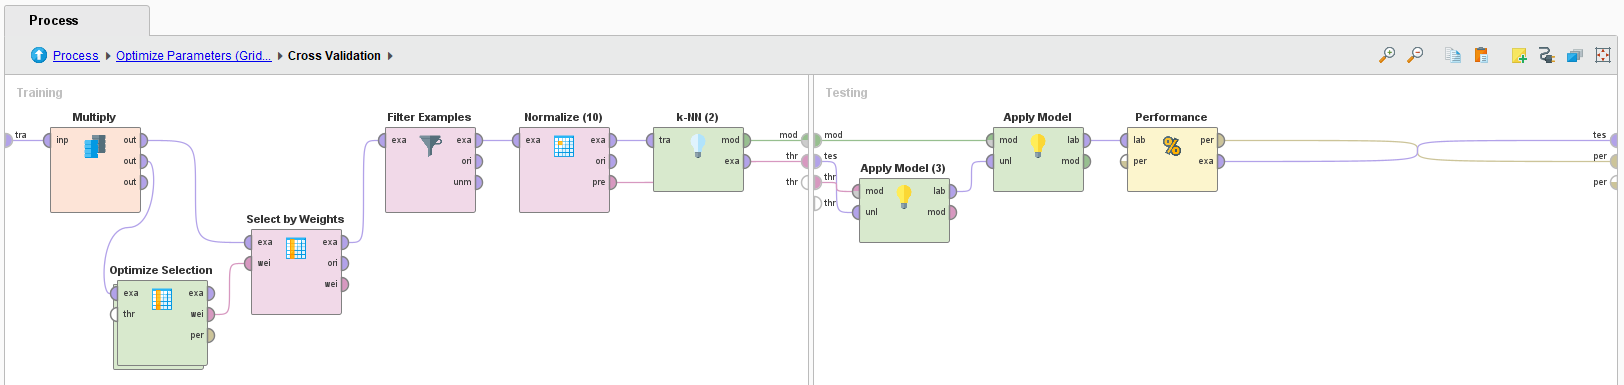 Process
Process Optimize Parameters (Grid... Cross Validation
Training
Testing
tra
Multiply
inp out
out
out
Optimize Selection
exa exa
thr wei
per
Select by Weights
exa exa
wei ori
wei
Filter Examples
exa exa
ori
unm
Normalize (10)
exa exa
ori
pre
k-NN (2)
tra mod
exa
mod
thr
thr
mod
tes
thr
thr
Apply Model (3)
mod lab
unl mod
Apply Model
mod lab
unl mod
Performance
% 
lab per
per exa
tes
per
per